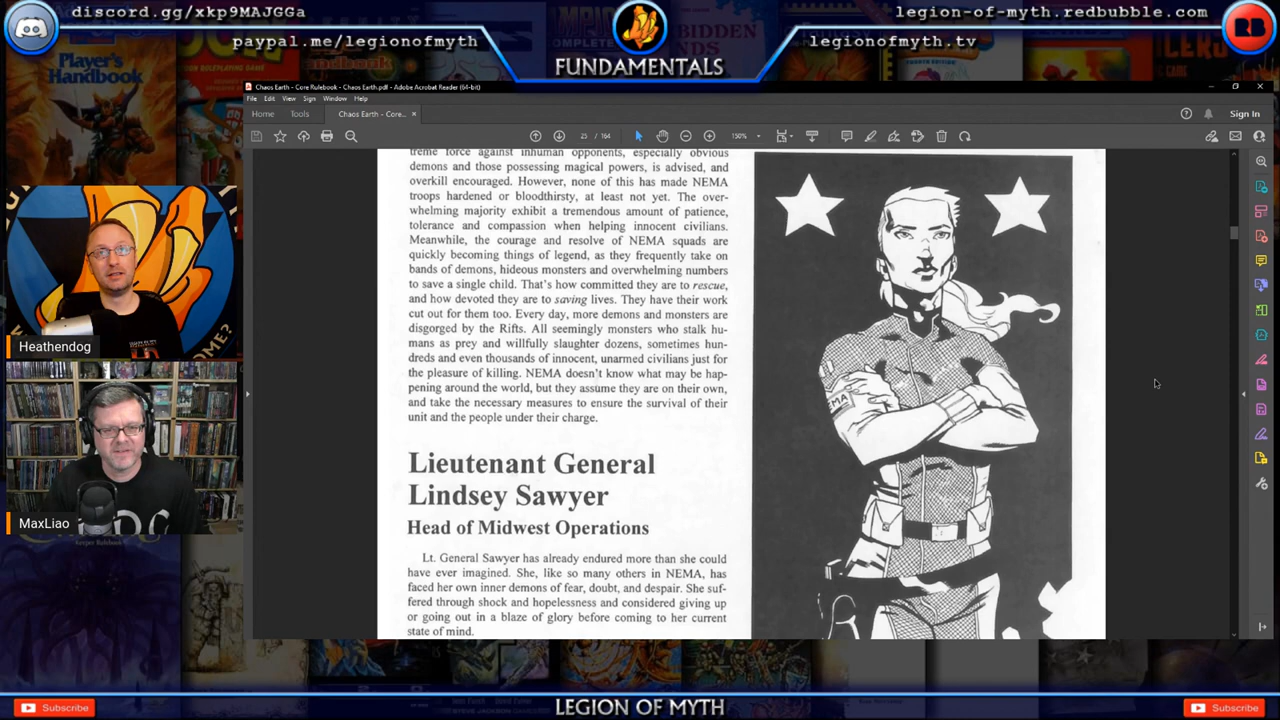 discord.gg/xkp9MAJGGa
legion-of-myth.redbubble.com
paypal.me/legionofmyth
legionofmyth.tv
RB
FUNDAMENTALS
Player's
Handbook
Chaos Earth - Core Rulebook - Chaos Earth.pdf - Adobe Acrobat Reader (64-bit)
File Edit View Sign Window Help
Home Tools Chaos Earth - Core...
Sign In
23 / 164
150%
treme force against inhuman opponents, especially obvious
demons and those possessing magical powers, is advised, and
overkill encouraged. However, none of this has made NEMA
troops hardened or bloodthirsty, at least not yet. The over-
whelming majority exhibit a tremendous amount of patience,
tolerance and compassion when helping innocent civilians.
Meanwhile, the courage and resolve of NEMA squads are
quickly becoming things of legend, as they frequently take on
bands of demons, hideous monsters and overwhelming numbers
to save a single child. That's how committed they are to rescue,
and how devoted they are to saving lives. They have their work
cut out for them too. Every day, more demons and monsters are
disgorged by the Rifts. All seemingly monsters who stalk hu-
mans as prey and willfully slaughter dozens, sometimes hun-
dreds and even thousands of innocent, unarmed civilians just for
the pleasure of killing. NEMA doesn't know what may be hap-
pening around the world, but they assume they are on their own,
and take the necessary measures to ensure the survival of their
unit and the people under their charge.
Lieutenant General
Lindsey Sawyer
Head of Midwest Operations
Lt. General Sawyer has already endured more than she could
have ever imagined. She, like so many others in NEMA, has
faced her own inner demons of fear, doubt, and despair. She suf-
fered through shock and hopelessness and considered giving up
or going out in a blaze of glory before coming to her current
state of mind.
NEMA
Heathendog
MaxLiao
Subscribe
LEGION OF MYTH
Subscribe